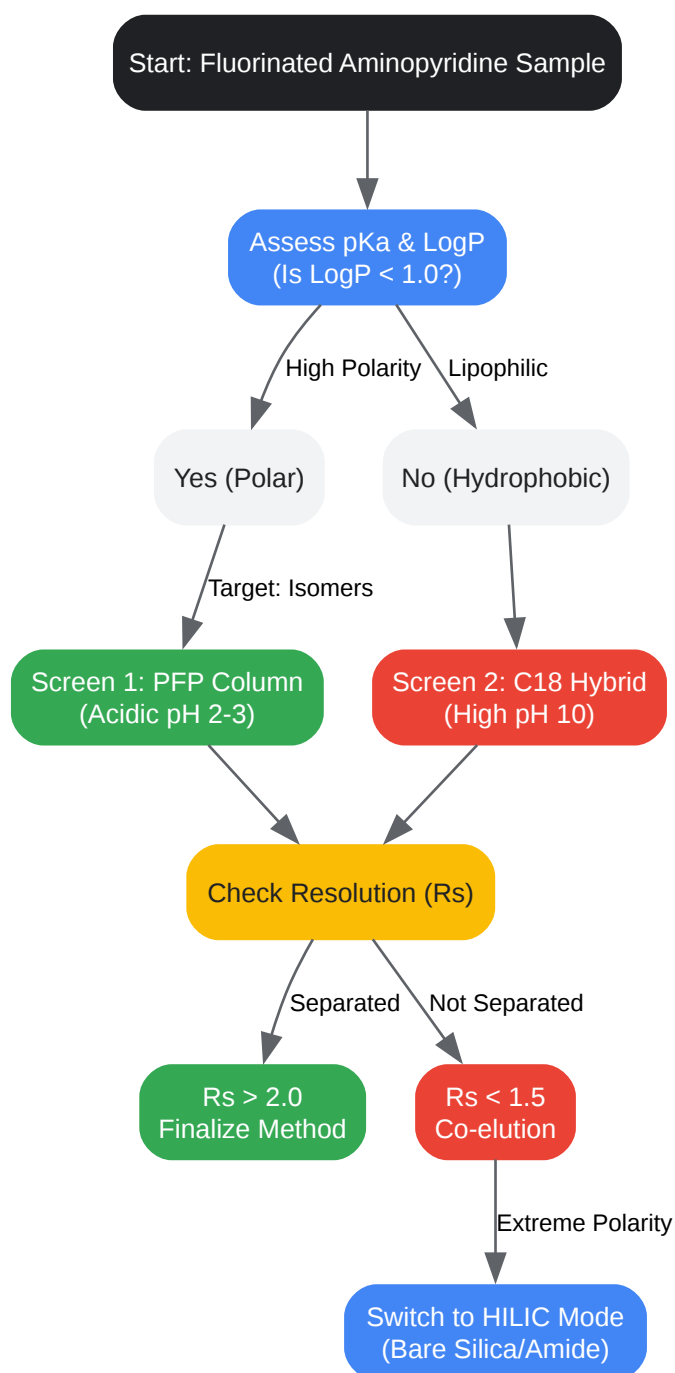 Start: Fluorinated Aminopyridine Sample
Assess pKa & LogP
(Is LogP < 1.0?)
High Polarity
Lipophilic
Yes (Polar)
No (Hydrophobic)
Target: Isomers
Screen 1: PFP Column
(Acidic pH 2-3)
Screen 2: C18 Hybrid
(High pH 10)
Check Resolution (Rs)
Separated
Not Separated
Rs > 2.0
Finalize Method
Rs < 1.5
Co-elution
Extreme Polarity
Switch to HILIC Mode
(Bare Silica/Amide)